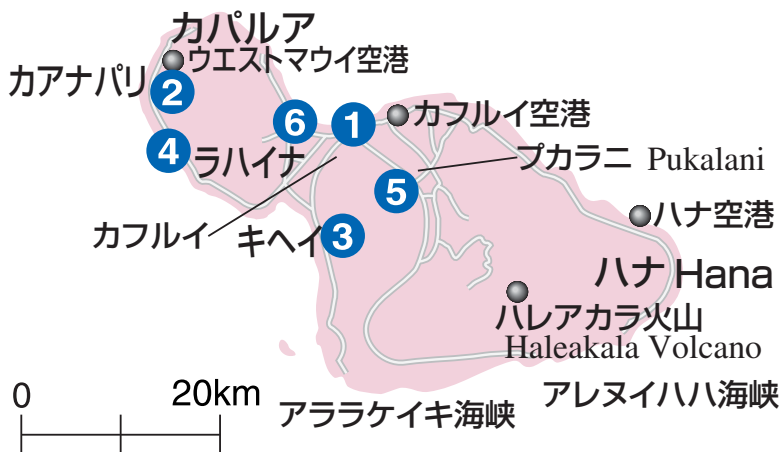 カパルア
ウエストマウイ空港
カアナパリ
2
6
1
カフルイ空港
4
ラハイナ
プカラニ Pukalani
5
カフルイ
キヘイ
3
ハナ空港
ハナ Hana
ハレアカラ火山
Haleakala Volcano
0 20km
アララケイキ海峡
アレヌイハハ海峡